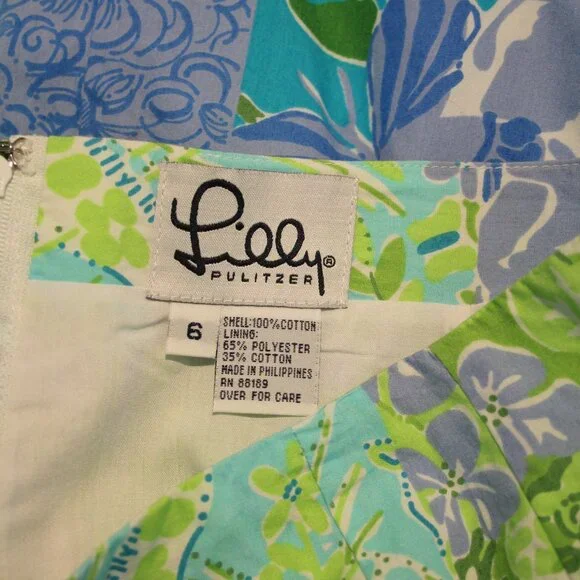 Lilly®
PULITZER
6
SHELL:100%COTTON
LINING:
65% POLYESTER
35% COTTON
MADE IN PHILIPPINES
RN 88189
OVER FOR CARE